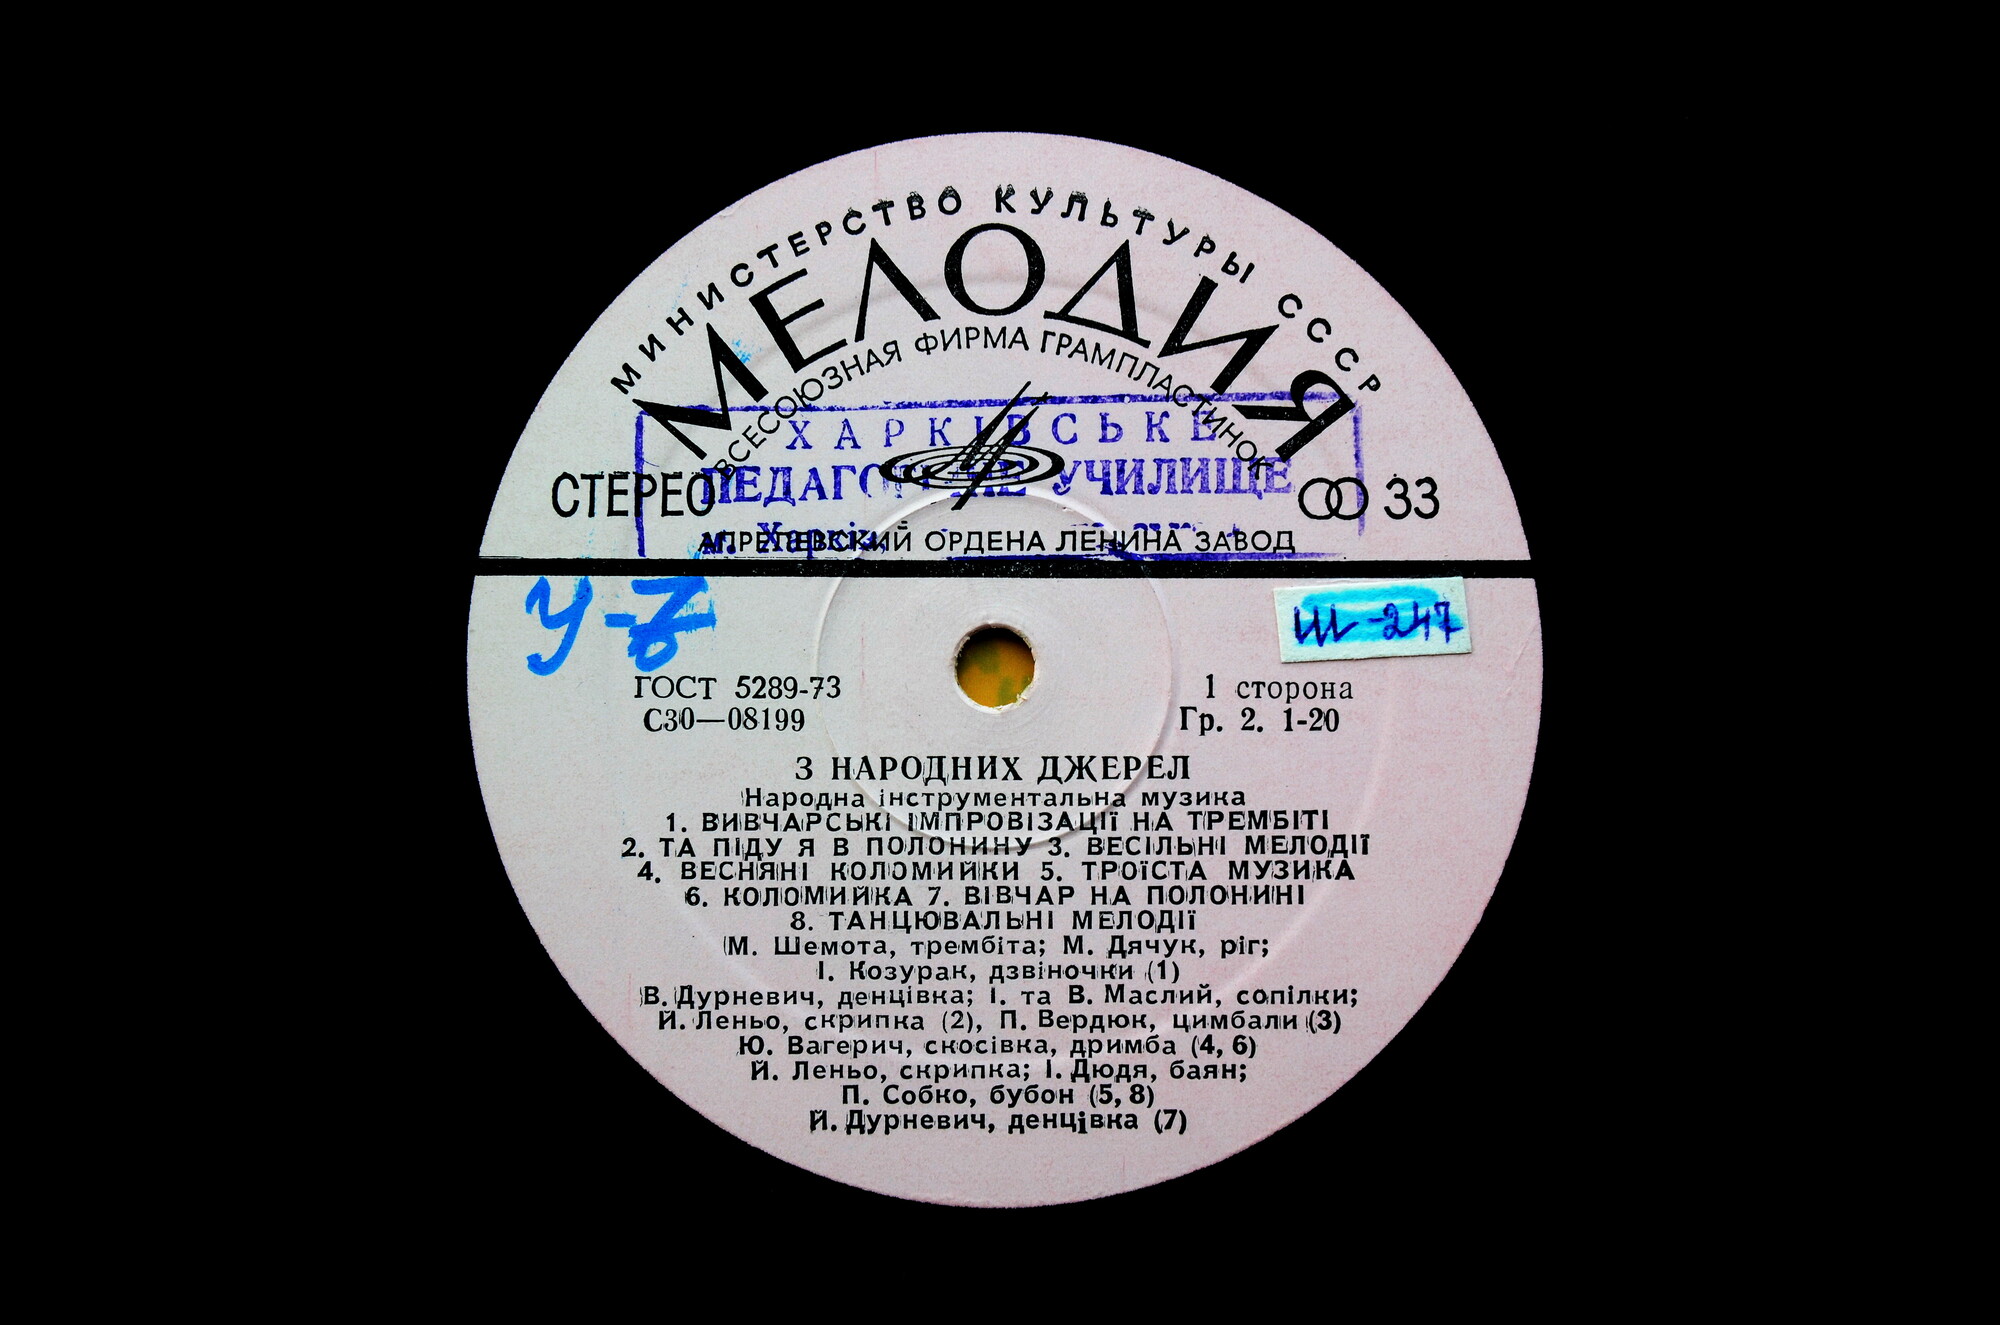 МИНИСТЕРСТВО КУЛЬТУРЫ СССР
МЕЛОДИЯ
ВСЕСОЮЗНАЯ ФИРМА ГРАМПЛАСТИНОК
ХАРКІВСЬКЕ
УЧИЛИЩЕ
м. Харків,
СТЕРЕО 33
АПРЕЛЕВСКИЙ ОРДЕНА ЛЕНИНА ЗАВОД
Ш-247
ГОСТ 5289-73 1 сторона
С30—08199 Гр. 2. 1-20
З НАРОДНИХ ДЖЕРЕЛ
Народна інструментальна музика
1. ВИВЧАРСЬКІ ІМПРОВІЗАЦІЇ НА ТРЕМБІТІ
2. ТА ПІДУ Я В ПОЛОНИНУ 3. ВЕСІЛЬНІ МЕЛОДІЇ
4. ВЕСНЯНІ КОЛОМИЙКИ 5. ТРОЇСТА МУЗИКА
6. КОЛОМИЙКА 7. ВІВЧАР НА ПОЛОНИНІ
8. ТАНЦЮВАЛЬНІ МЕЛОДІЇ
М. Шемота, трембіта; М. Дячук, ріг;
І. Козурак, дзвіночки (1)
В. Дурневич, денцівка; І. та В. Маслий, сопілки;
Й. Леньо, скрипка (2), П. Вердюк, цимбали (3)
Ю. Вагерич, скосівка, дримба (4, 6)
Й. Леньо, скрипка; І. Дюдя, баян;
П. Собко, бубон (5, 8)
Й. Дурневич, денцівка (7)